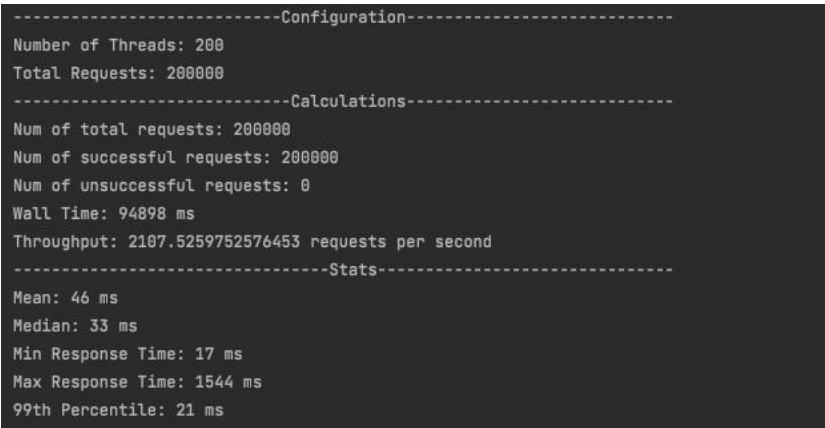 ----------------------------Configuration----------------------------
Number of Threads: 200
Total Requests: 200000
-----------------------------Calculations----------------------------
Num of total requests: 200000
Num of successful requests: 200000
Num of unsuccessful requests: 0
Wall Time: 94898 ms
Throughput: 2107.5259752576453 requests per second
---------------------------------Stats-------------------------------
Mean: 46 ms
Median: 33 ms
Min Response Time: 17 ms
Max Response Time: 1544 ms
99th Percentile: 21 ms